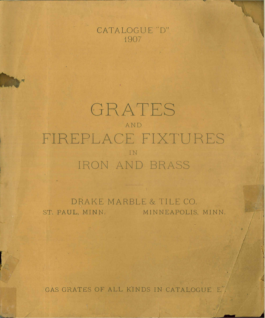 CATALOGUE "D"
1907
GRATES
AND
FIREPLACE FIXTURES
IN
IRON AND BRASS
DRAKE MARBLE & TILE CO.
ST. PAUL, MINN. MINNEAPOLIS, MINN.
GAS GRATES OF ALL KINDS IN CATALOGUE